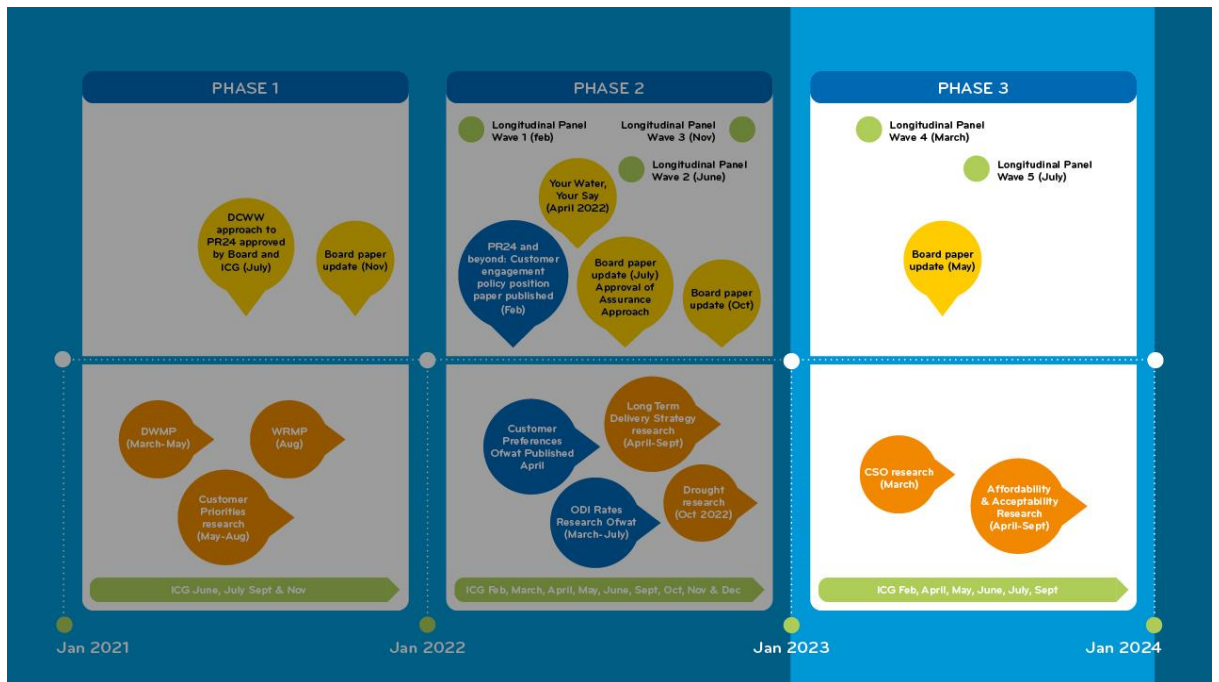 PHASE 1
DCWW
approach to
PR24 approved
by Board and
ICG (July)
Board paper
update (Nov)
DWMP
(March-May)
WRMP
(Aug)
Customer
Priorities
research
(May-Aug)
ICG June, July Sept & Nov
PHASE 2
Longitudinal Panel
Wave 1 (feb)
Longitudinal Panel
Wave 3 (Nov)
Longitudinal Panel
Wave 2 (June)
Your Water,
Your Say
(April 2022)
PR24 and
beyond: Customer
engagement
policy position
paper published
(Feb)
Board paper
update (July)
Approval of
Assurance
Approach
Board paper
update (Oct)
Customer
Preferences
Ofwat Published
April
Long Term
Delivery Strategy
research
(April-Sept)
ODI Rates
Research Ofwat
(March-July)
Drought
research
(Oct 2022)
ICG Feb, March, April, May, June, Sept, Oct, Nov & Dec
PHASE 3
Longitudinal Panel
Wave 4 (March)
Longitudinal Panel
Wave 5 (July)
Board paper
update (May)
CSO research
(March)
Affordability
& Acceptability
Research
(April-Sept)
ICG Feb, April, May, June, July, Sept
Jan 2021
Jan 2022
Jan 2023
Jan 2024